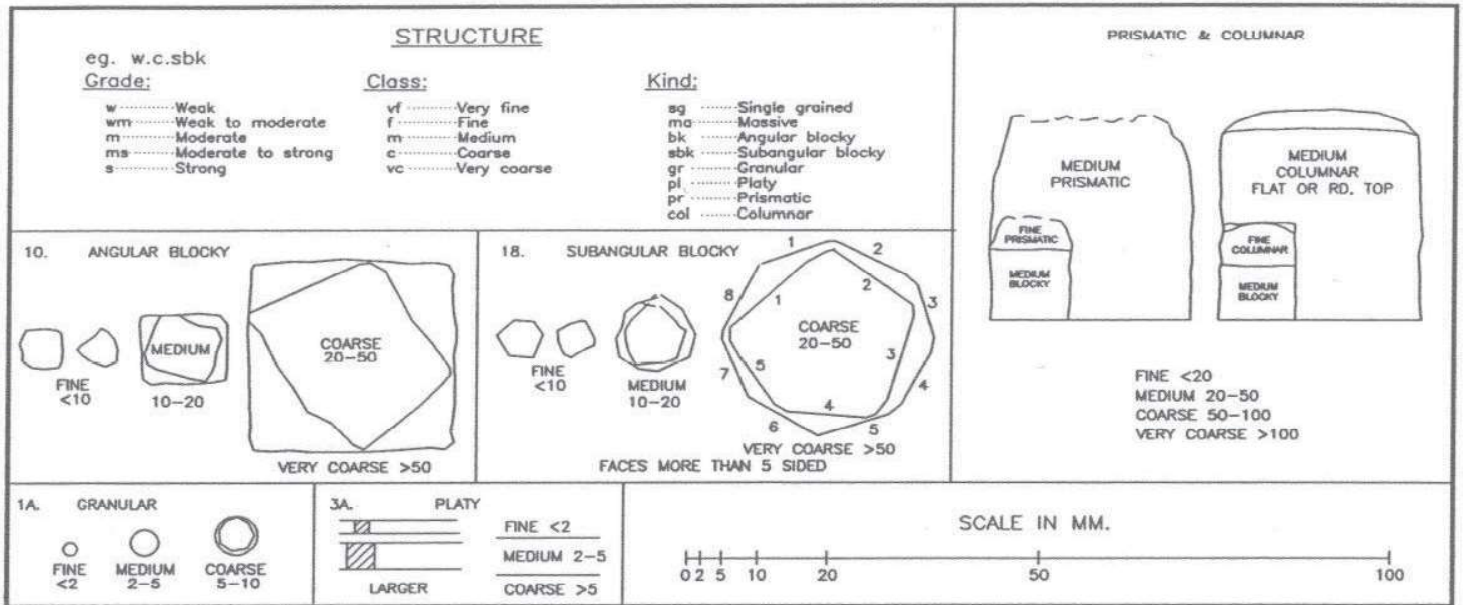 STRUCTURE
eg. w.c.sbk
Grade:
w ........ Weak
wm ........ Weak to moderate
m ........ Moderate
ms ........ Moderate to strong
s ........ Strong
Class:
vf ........ Very fine
f ........ Fine
m ........ Medium
c ........ Coarse
vc ........ Very coarse
Kind:
sg ...... Single grained
ma ...... Massive
bk ...... Angular blocky
sbk ...... Subangular blocky
gr ...... Granular
pl ...... Platy
pr ...... Prismatic
col ...... Columnar
PRISMATIC & COLUMNAR
MEDIUM
PRISMATIC
FINE
PRISMATIC
MEDIUM
BLOCKY
MEDIUM
COLUMNAR
FLAT OR RD. TOP
FINE
COLUMNAR
MEDIUM
BLOCKY
FINE <20
MEDIUM 20-50
COARSE 50-100
VERY COARSE >100
10. ANGULAR BLOCKY
FINE
<10
MEDIUM
10-20
COARSE
20-50
VERY COARSE >50
18. SUBANGULAR BLOCKY
FINE
<10
MEDIUM
10-20
1
2
3
4
5
6
7
8
1
2
3
4
5
COARSE
20-50
VERY COARSE >50
FACES MORE THAN 5 SIDED
1A. GRANULAR
FINE
<2
MEDIUM
2-5
COARSE
5-10
3A. PLATY
LARGER
FINE <2
MEDIUM 2-5
COARSE >5
SCALE IN MM.
0 2 5 10 20 50 100